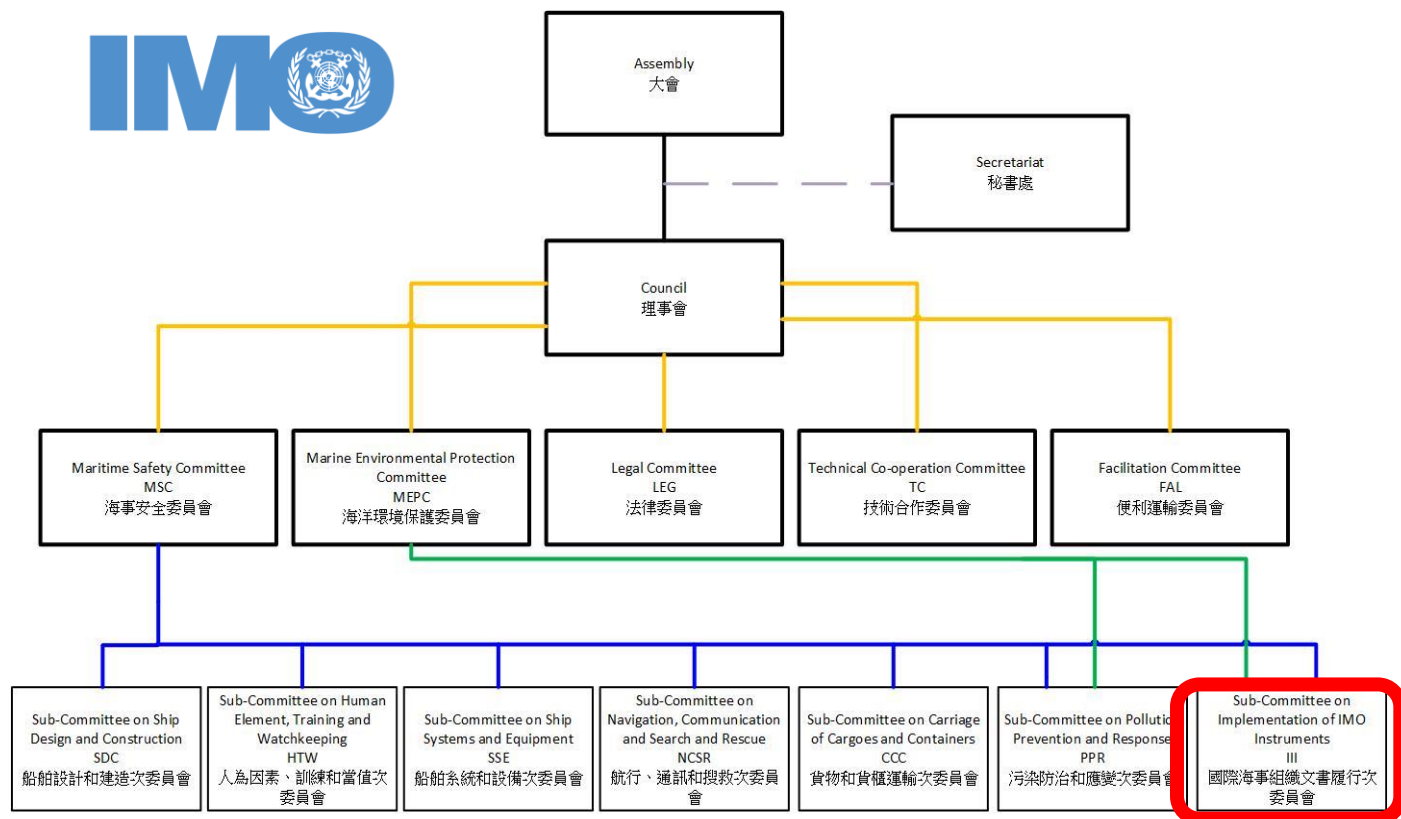 IMO
Assembly
大會
Secretariat
秘書處
Council
理事會
Maritime Safety Committee
MSC
海事安全委員會
Marine Environmental Protection
Committee
MEPC
海洋環境保護委員會
Legal Committee
LEG
法律委員會
Technical Co-operation Committee
TC
技術合作委員會
Facilitation Committee
FAL
便利運輸委員會
Sub-Committee on Ship
Design and Construction
SDC
船舶設計和建造次委員會
Sub-Committee on Human
Element, Training and
Watchkeeping
HTW
人為因素、訓練和當值次
委員會
Sub-Committee on Ship
Systems and Equipment
SSE
船舶系統和設備次委員會
Sub-Committee on
Navigation, Communication
and Search and Rescue
NCSR
航行、通訊和搜救次委員
會
Sub-Committee on Carriage
of Cargoes and Containers
CCC
貨物和貨櫃運輸次委員會
Sub-Committee on Pollution
Prevention and Response
PPR
污染防治和應變次委員會
Sub-Committee on
Implementation of IMO
Instruments
III
國際海事組織文書履行次
委員會